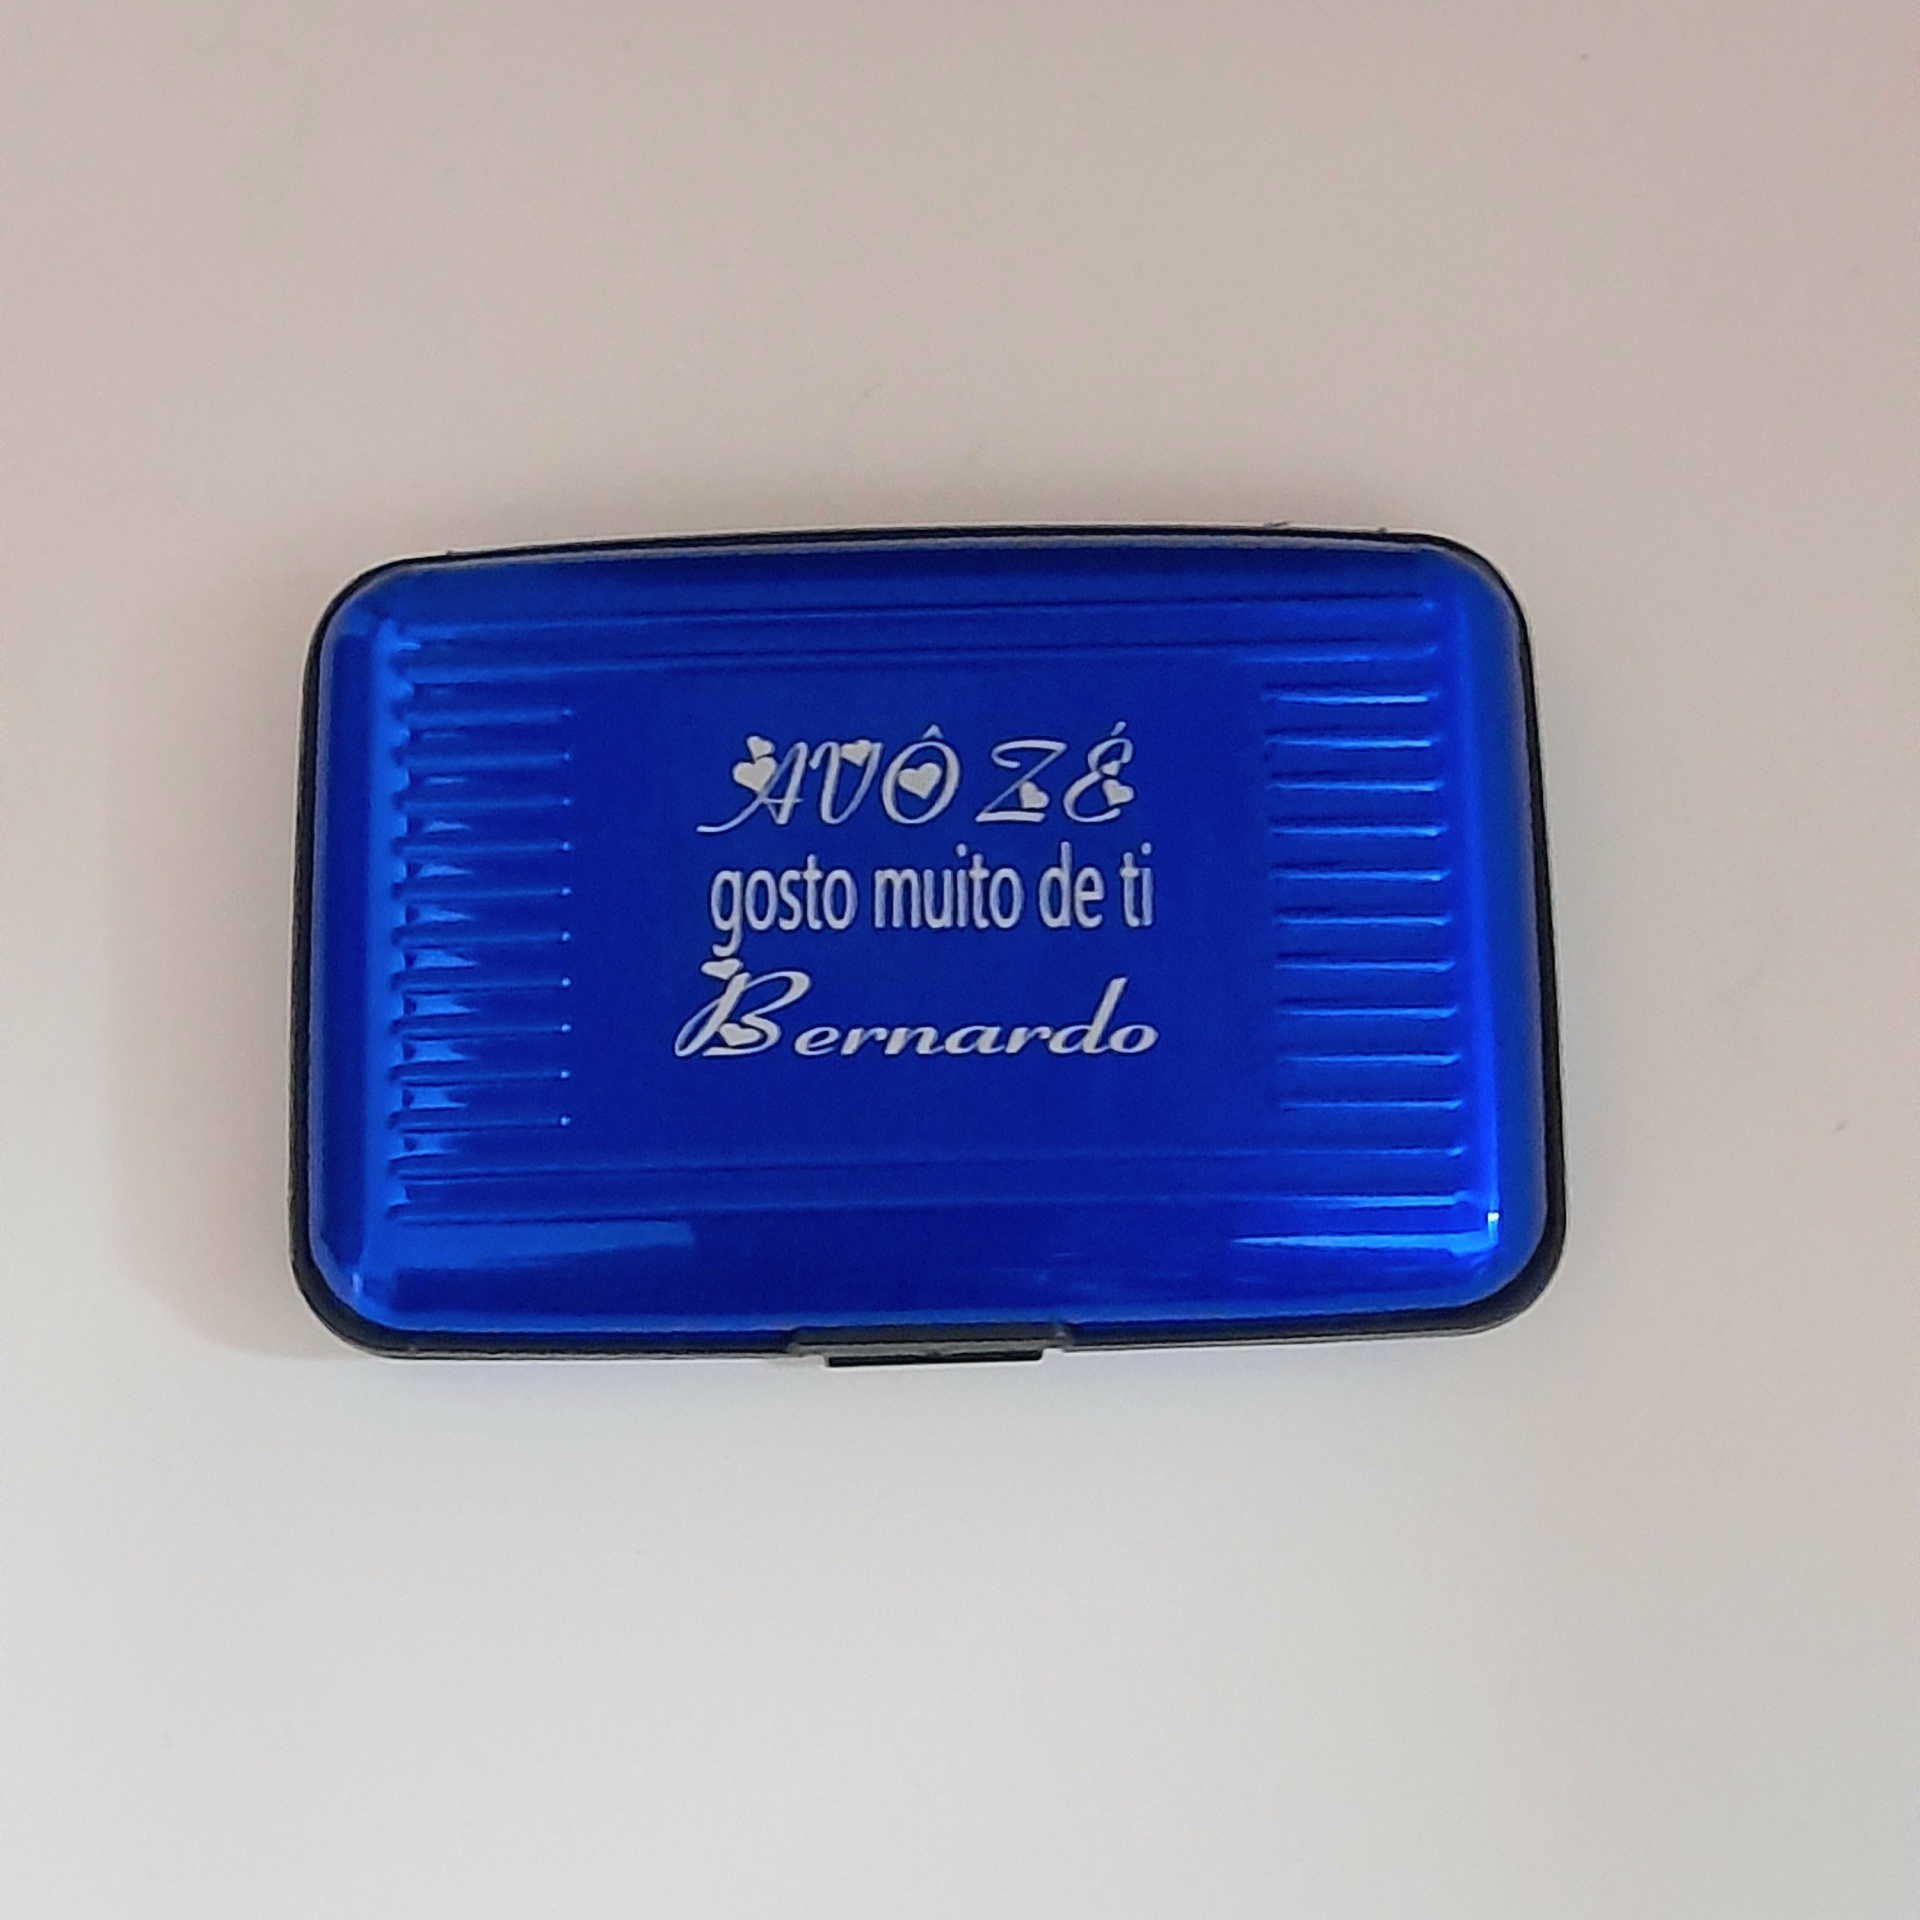 AVÔ ZÉ
gosto muito de ti
Bernardo